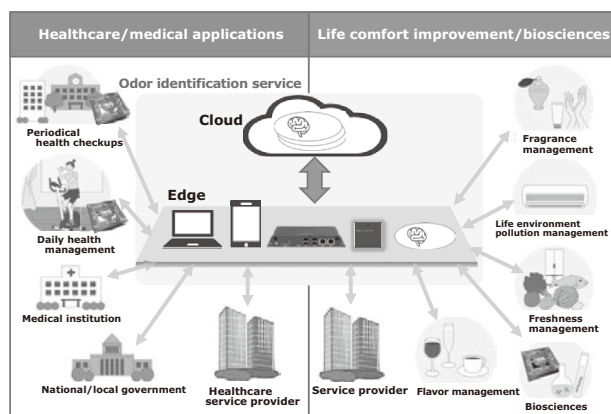 Healthcare/medical applications
Life comfort improvement/biosciences
Odor identification service
Cloud
Edge
Periodical
health checkups
Daily health
management
Medical institution
National/local government
Healthcare
service provider
Service provider
Flavor management
Fragrance
management
Life environment
pollution management
Freshness
management
Biosciences